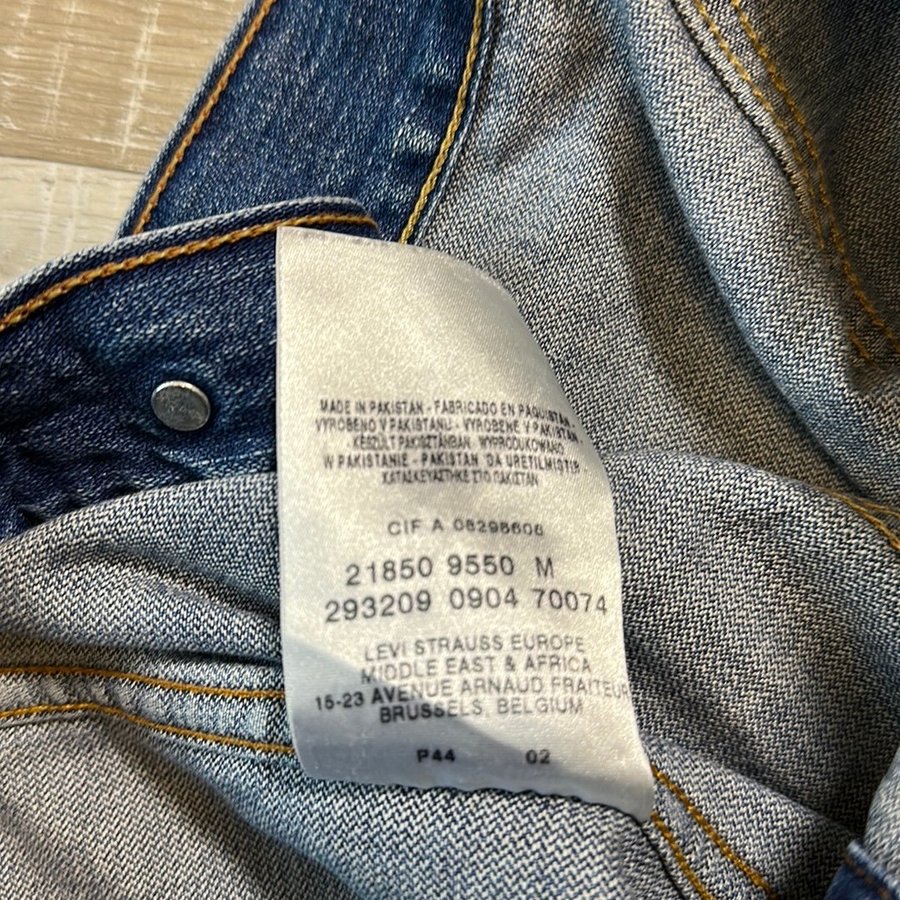 MADE IN PAKISTAN - FABRICADO EN PAQUISTAN -
VYROBENO V PAKISTANU - VYROBENE V PAKISTAN
KÉSZÜLT PAKISZTÁNBAN WYPRODUKOWANO
W PAKISTANIE - PAKISTAN 'DA URETILMISTIR
ΚΑΤΑΣΚΕΥΑΣΤΗΚΕ ΣΤΟ ΠΑΚΙΣΤΑΝ
CIF A 08298608
21850 9550 M
293209 0904 70074
LEVI STRAUSS EUROPE
MIDDLE EAST & AFRICA
15-23 AVENUE ARNAUD FRAITEUR
BRUSSELS, BELGIUM
P44 02